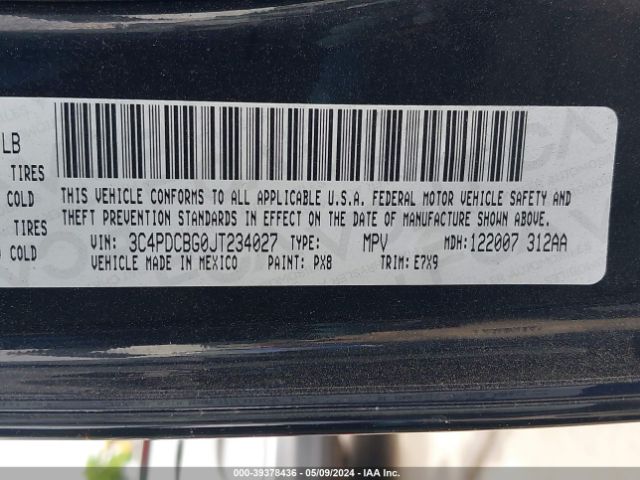 LB
TIRES
COLD
TIRES
COLD
THIS VEHICLE CONFORMS TO ALL APPLICABLE U.S.A. FEDERAL MOTOR VEHICLE SAFETY AND
THEFT PREVENTION STANDARDS IN EFFECT ON THE DATE OF MANUFACTURE SHOWN ABOVE.
VIN: 3C4PDCBG0JT234027 TYPE: MPV MDH:122007 312AA
VEHICLE MADE IN MEXICO PAINT: PX8 TRIM: E7X9
000-39378436 - 05/09/2024 - IAA Inc.